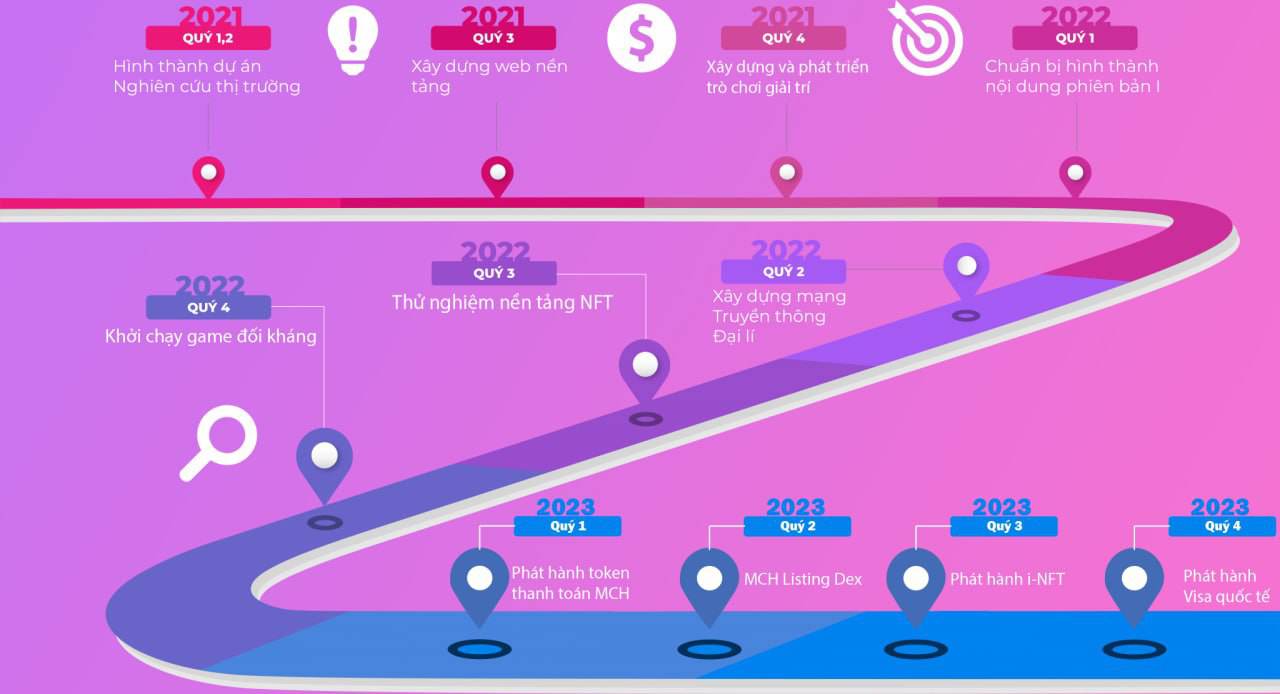 2021
QUÝ 1,2
Hình thành dự án
Nghiên cứu thị trường
2021
QUÝ 3
Xây dựng web nền
tảng
2021
QUÝ 4
Xây dựng và phát triển
trò chơi giải trí
2022
QUÝ 1
Chuẩn bị hình thành
nội dung phiên bản I
2022
QUÝ 2
Xây dựng mạng
Truyền thông
Đại lí
2022
QUÝ 3
Thử nghiệm nền tảng NFT
2022
QUÝ 4
Khởi chạy game đối kháng
2023
Quý 1
Phát hành token
thanh toán MCH
2023
Quý 2
MCH Listing Dex
2023
Quý 3
Phát hành i-NFT
2023
Quý 4
Phát hành
Visa quốc tế